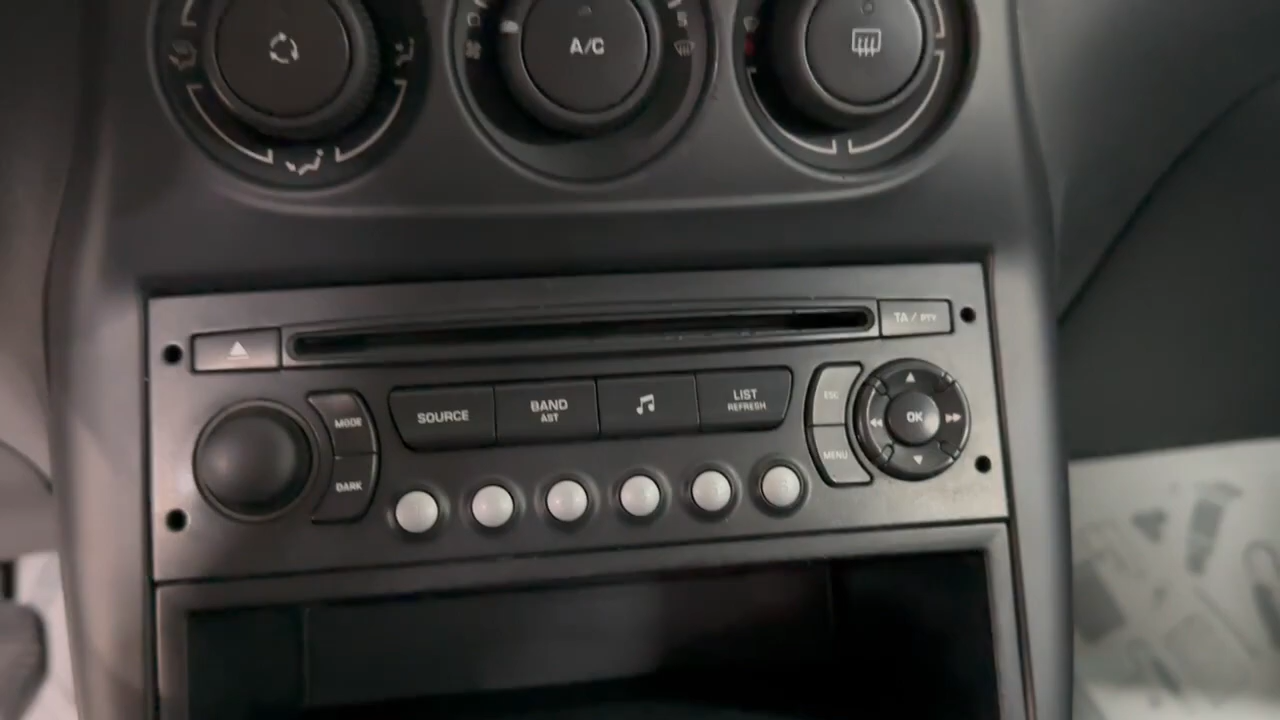 A/C
TA / PTY
MODE
SOURCE
BAND
AST
LIST
REFRESH
ESC
OK
DARK
MENU